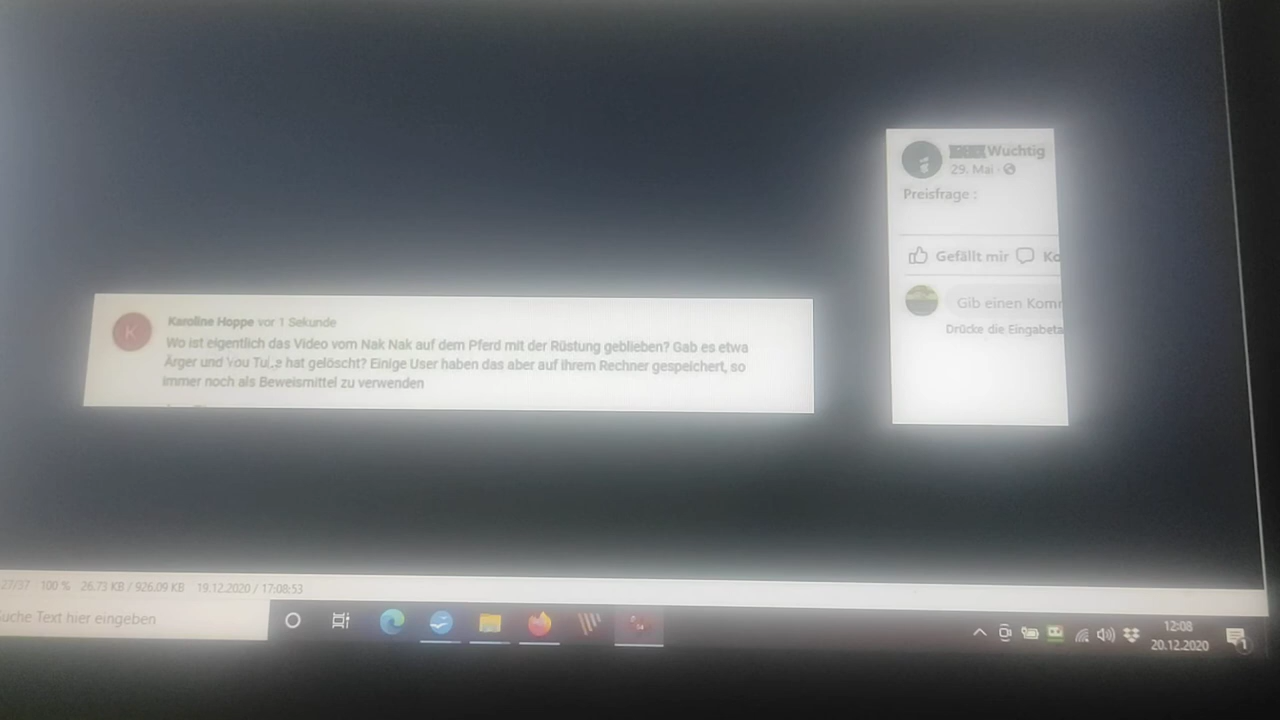 Wuchtig
29. Mai ·
Preisfrage :
Gefällt mir
Gib einen
Drücke die
Karoline Hoppe vor 1 Sekunde
Wo ist eigentlich das Video vom Nak Nak auf dem Pferd mit der Rüstung geblieben? Gab es etwa
Ärger und You Tube hat gelöscht? Einige User haben das aber auf ihrem Rechner gespeichert, so
immer noch als Beweismittel zu verwenden
27/37 100 % 26.73 KB / 926.09 KB 19.12.2020 / 17:08:53
Text hier eingeben
12:08
20.12.2020
1